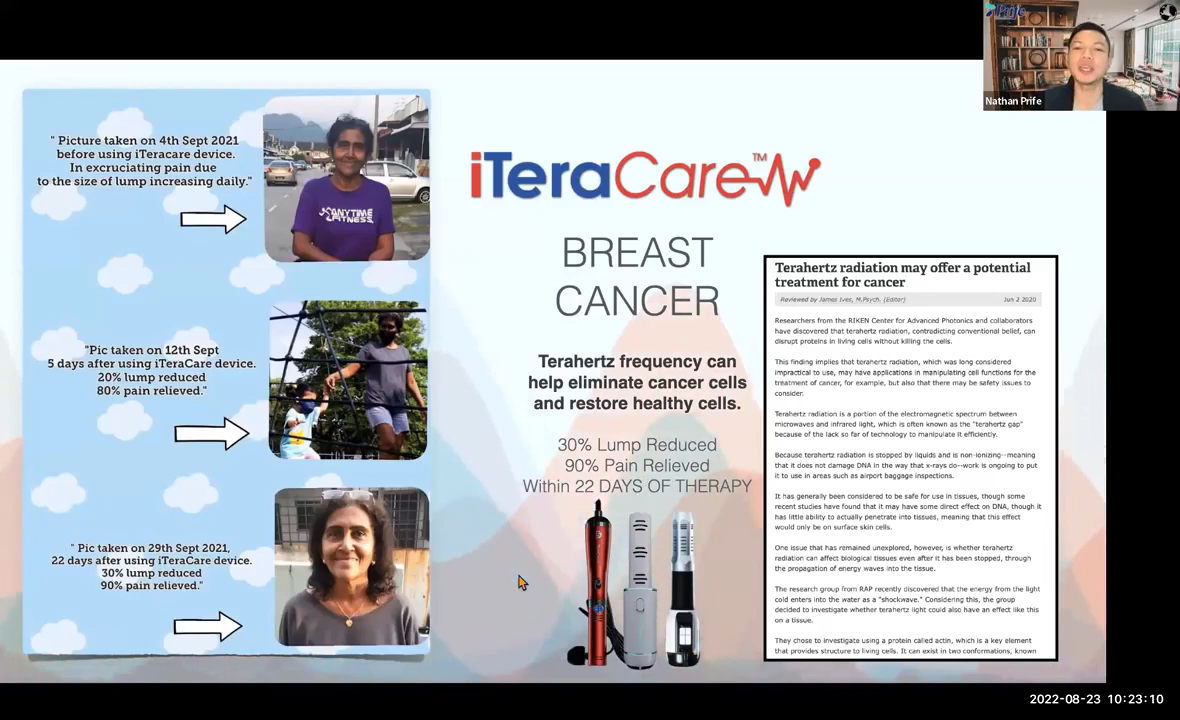 Prife
Nathan Prife
" Picture taken on 4th Sept 2021
before using iTeracare device.
In excruciating pain due
to the size of lump increasing daily."
ANYTIME
FITNESS.
"Pic taken on 12th Sept
5 days after using iTeraCare device.
20% lump reduced
80% pain relieved."
" Pic taken on 29th Sept 2021,
22 days after using iTeraCare device.
30% lump reduced
90% pain relieved."
iTeraCare™
BREAST
CANCER
Terahertz frequency can
help eliminate cancer cells
and restore healthy cells.
30% Lump Reduced
90% Pain Relieved
Within 22 DAYS OF THERAPY
Terahertz radiation may offer a potential
treatment for cancer
Reviewed by James Ives, M.Psych. (Editor) Jun 2 2020
Researchers from the RIKEN Center for Advanced Photonics and collaborators
have discovered that terahertz radiation, contradicting conventional belief, can
disrupt proteins in living cells without killing the cells.
This finding implies that terahertz radiation, which was long considered
impractical to use, may have applications in manipulating cell functions for the
treatment of cancer, for example, but also that there may be safety issues to
consider.
Terahertz radiation is a portion of the electromagnetic spectrum between
microwaves and infrared light, which is often known as the "terahertz gap"
because of the lack so far of technology to manipulate it efficiently.
Because terahertz radiation is stopped by liquids and is non-ionizing--meaning
that it does not damage DNA in the way that x-rays do--work is ongoing to put
it to use in areas such as airport baggage inspections.
It has generally been considered to be safe for use in tissues, though some
recent studies have found that it may have some direct effect on DNA, though it
has little ability to actually penetrate into tissues, meaning that this effect
would only be on surface skin cells.
One issue that has remained unexplored, however, is whether terahertz
radiation can affect biological tissues even after it has been stopped, through
the propagation of energy waves into the tissue.
The research group from RAP recently discovered that the energy from the light
cold enters into the water as a "shockwave." Considering this, the group
decided to investigate whether terahertz light could also have an effect like this
on a tissue.
They chose to investigate using a protein called actin, which is a key element
that provides structure to living cells. It can exist in two conformations, known
2022-08-23 10:23:10